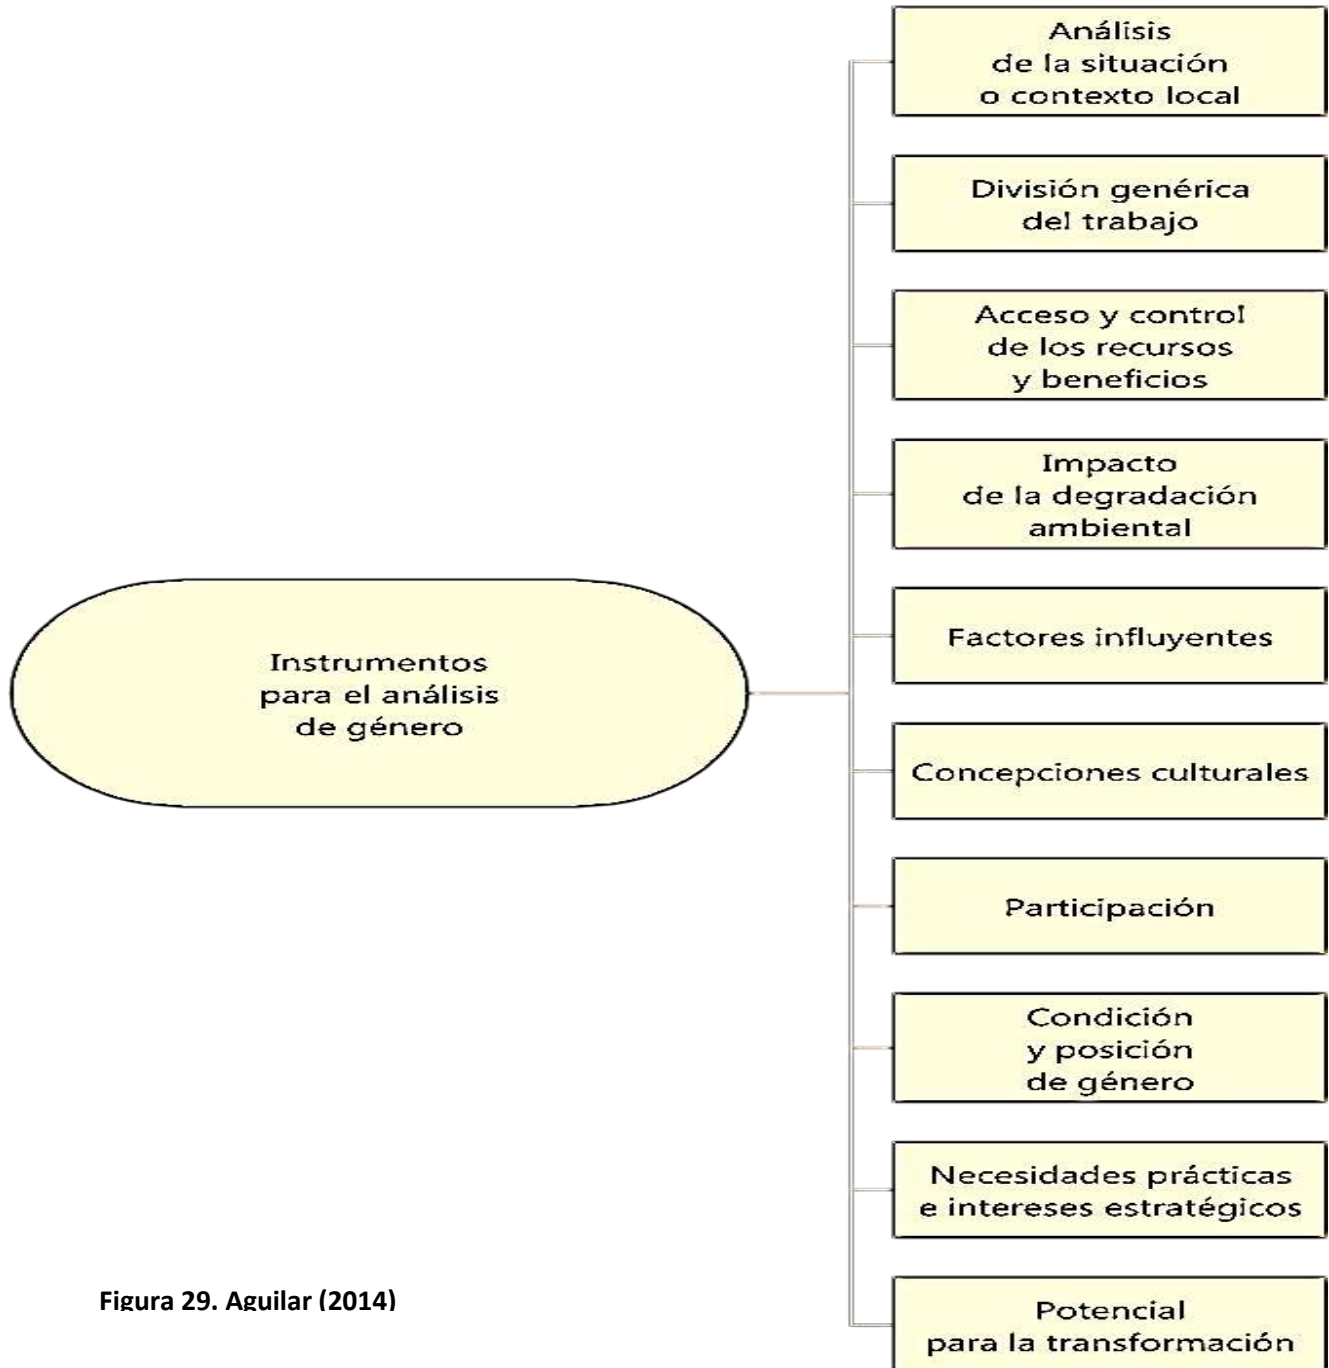 Análisis
de la situación
o contexto local
División genérica
del trabajo
Acceso y control
de los recursos
y beneficios
Impacto
de la degradación
ambiental
Instrumentos
para el análisis
de género
Factores influyentes
Concepciones culturales
Participación
Condición
y posición
de género
Necesidades prácticas
e intereses estratégicos
Potencial
para la transformación
Figura 29. Aguilar (2014)